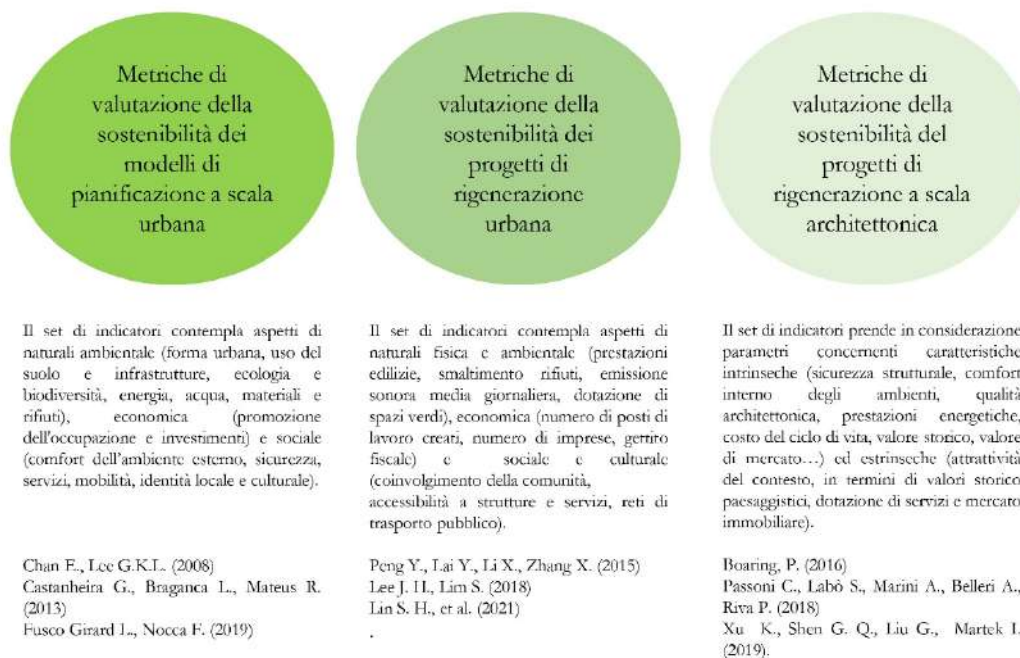 Metriche di
valutazione della
sostenibilità dei
modelli di
pianificazione a scala
urbana
Metriche di
valutazione della
sostenibilità dei
progetti di
rigenerazione
urbana
Metriche di
valutazione della
sostenibilità del
progetti di
rigenerazione a scala
architettonica
Il set di indicatori contempla aspetti di
naturali ambientale (forma urbana, uso del
suolo e infrastrutture, ecologia e
biodiversità, energia, acqua, materiali e
rifiuti), economica (promozione
dell'occupazione e investimenti) e sociale
(comfort dell'ambiente esterno, sicurezza,
servizi, mobilità, identità locale e culturale).
Chan E., Lee G.K.L. (2008)
Castanheira G., Braganca L., Mateus R.
(2013)
Fusco Girard L., Nocca F. (2019)
Il set di indicatori contempla aspetti di
naturali fisica e ambientale (prestazioni
edilizie, smaltimento rifiuti, emissione
sonora media giornaliera, dotazione di
spazi verdi), economica (numero di posti di
lavoro creati, numero di imprese, gettito
fiscale) e sociale e culturale
(coinvolgimento della comunità,
accessibilità a strutture e servizi, reti di
trasporto pubblico).
Peng Y., Lai Y., Li X., Zhang X. (2015)
Lee J. H., Lim S. (2018)
Lin S. H., et al. (2021)
.
Il set di indicatori prende in considerazione
parametri concernenti caratteristiche
intrinseche (sicurezza strutturale, comfort
interno degli ambienti, qualità
architettonica, prestazioni energetiche,
costo del ciclo di vita, valore storico, valore
di mercato…) ed estrinseche (attrattività
del contesto, in termini di valori storico
paesaggistici, dotazione di servizi e mercato
immobiliare).
Boaring, P. (2016)
Passoni C., Labò S., Marini A., Belleri A.,
Riva P. (2018)
Xu K., Shen G. Q., Liu G., Martek I.
(2019).